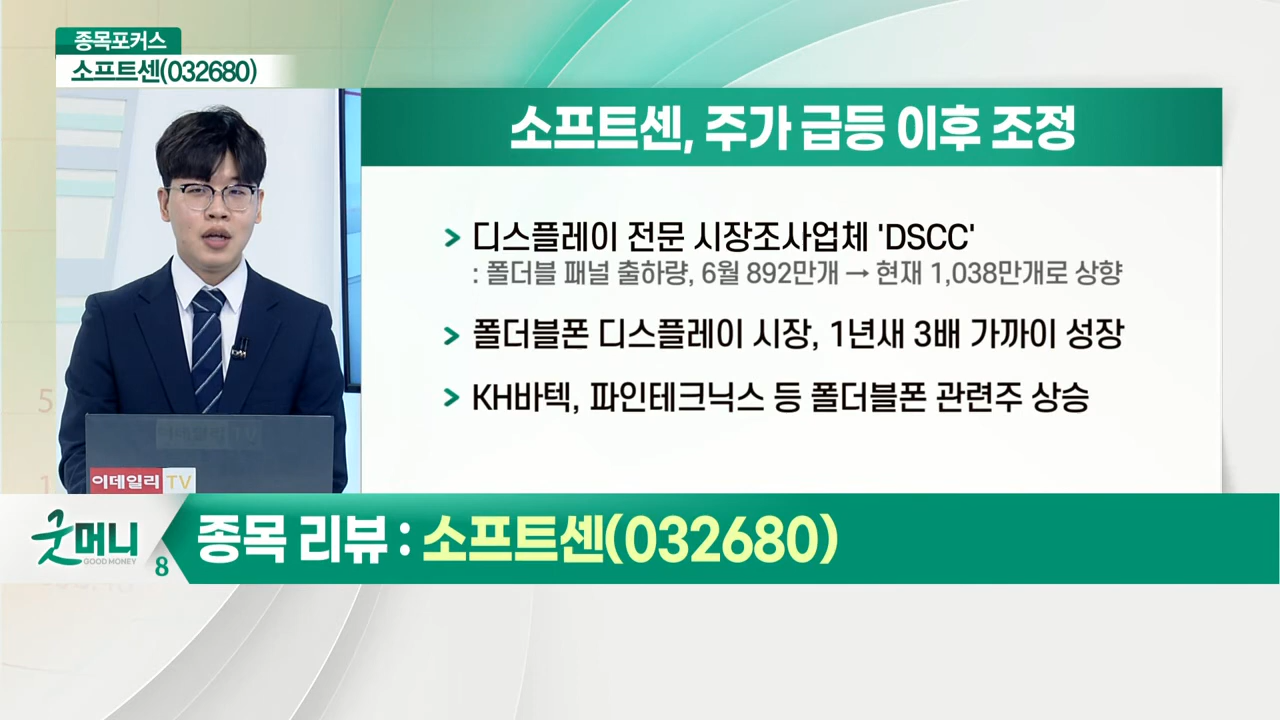 종목포커스
소프트센(032680)
소프트센, 주가 급등 이후 조정
> 디스플레이 전문 시장조사업체 'DSCC'
: 폴더블 패널 출하량, 6월 892만개 → 현재 1,038만개로 상향
> 폴더블폰 디스플레이 시장, 1년새 3배 가까이 성장
> KH바텍, 파인테크닉스 등 폴더블폰 관련주 상승
5
1
이데일리 TV
굿머니
GOOD MONEY
8
종목 리뷰 : 소프트센(032680)